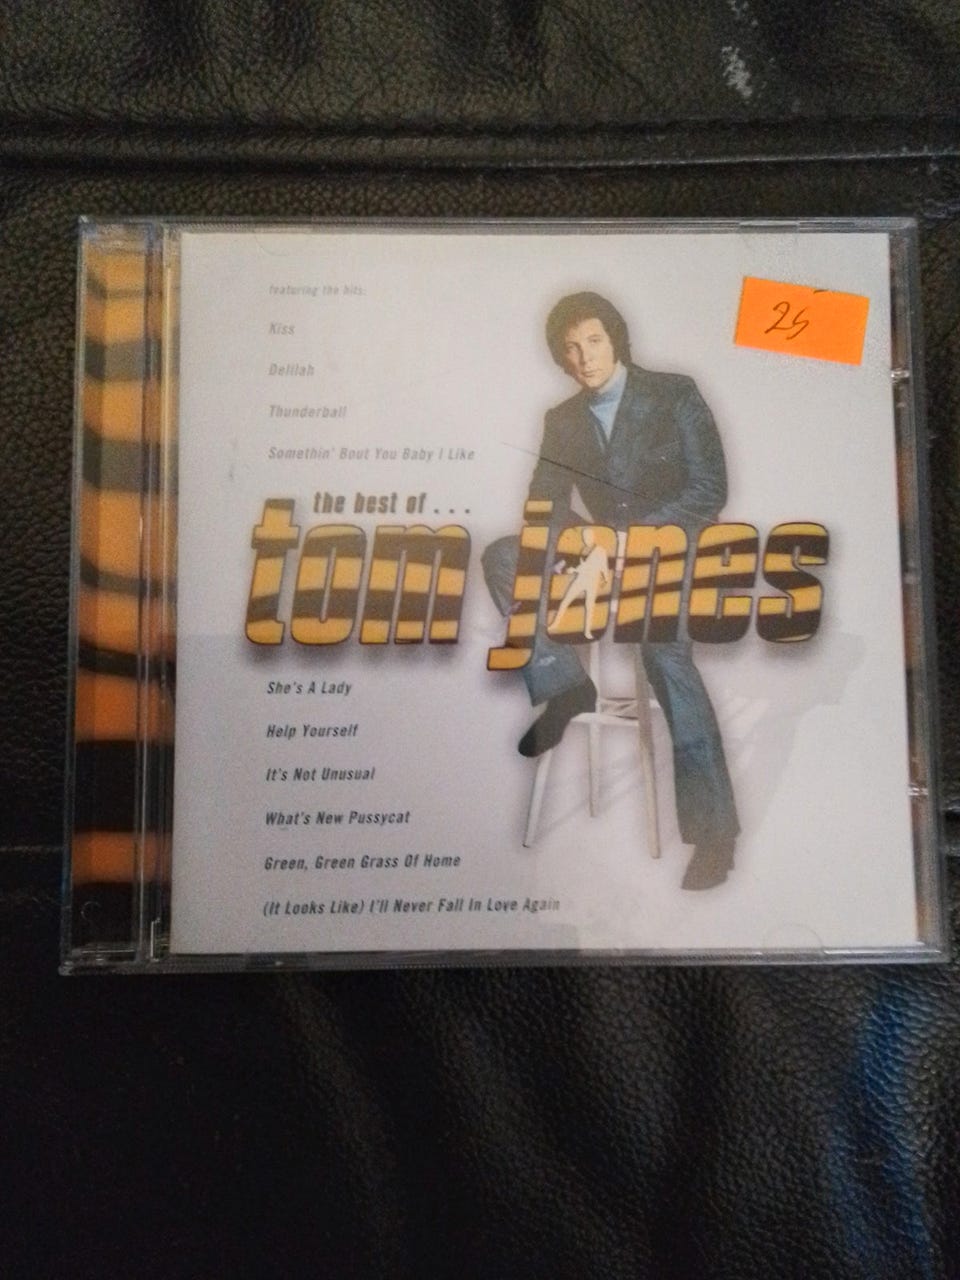 featuring the hits:
Kiss
Delilah
Thunderball
Somethin' Bout You Baby I Like
the best of...
tom jones
She's A Lady
Help Yourself
It's Not Unusual
What's New Pussycat
Green, Green Grass Of Home
(It Looks Like) I'll Never Fall In Love Again
25